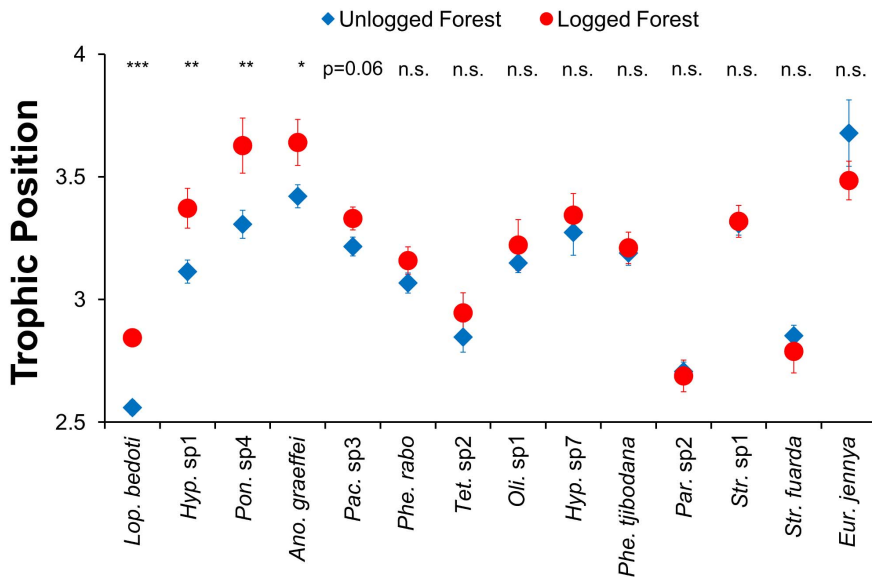 Unlogged Forest Logged Forest
4
*** ** ** * p=0.06 n.s. n.s. n.s. n.s. n.s. n.s. n.s. n.s. n.s.
3.5
3
2.5
Trophic Position
Lop. bedoti
Hyp. sp1
Pon. sp4
Ano. graeffei
Pac. sp3
Phe. rabo
Tet. sp2
Oli. sp1
Hyp. sp7
Phe. tjibodana
Par. sp2
Str. sp1
Str. fuarda
Eur. jennya